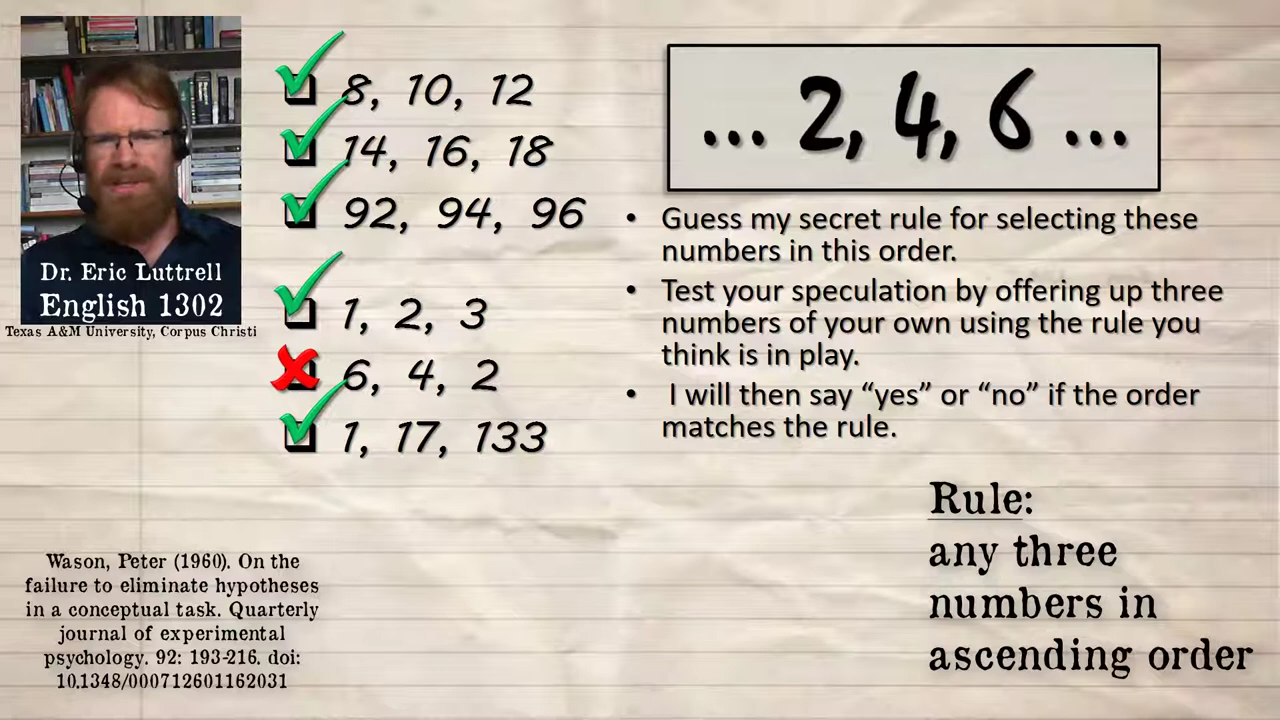 Dr. Eric Luttrell
English 1302
Texas A&M University, Corpus Christi
8, 10, 12
14, 16, 18
92, 94, 96
1, 2, 3
6, 4, 2
1, 17, 133
Wason, Peter (1960). On the
failure to eliminate hypotheses
in a conceptual task. Quarterly
journal of experimental
psychology. 92: 193-216. doi:
10.1348/000712601162031
... 2, 4, 6 ...
• Guess my secret rule for selecting these
numbers in this order.
• Test your speculation by offering up three
numbers of your own using the rule you
think is in play.
• I will then say “yes” or “no” if the order
matches the rule.
Rule:
any three
numbers in
ascending order